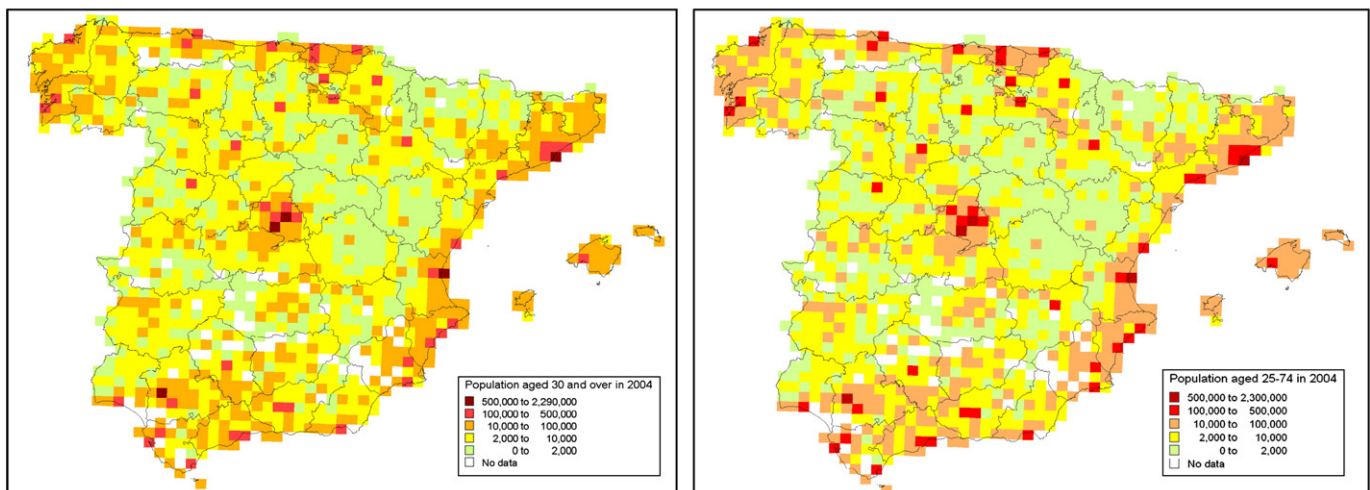 Population aged 30 and over in 2004
500,000 to 2,290,000
100,000 to 500,000
10,000 to 100,000
2,000 to 10,000
0 to 2,000
No data
Population aged 25-74 in 2004
500,000 to 2,300,000
100,000 to 500,000
10,000 to 100,000
2,000 to 10,000
0 to 2,000
No data